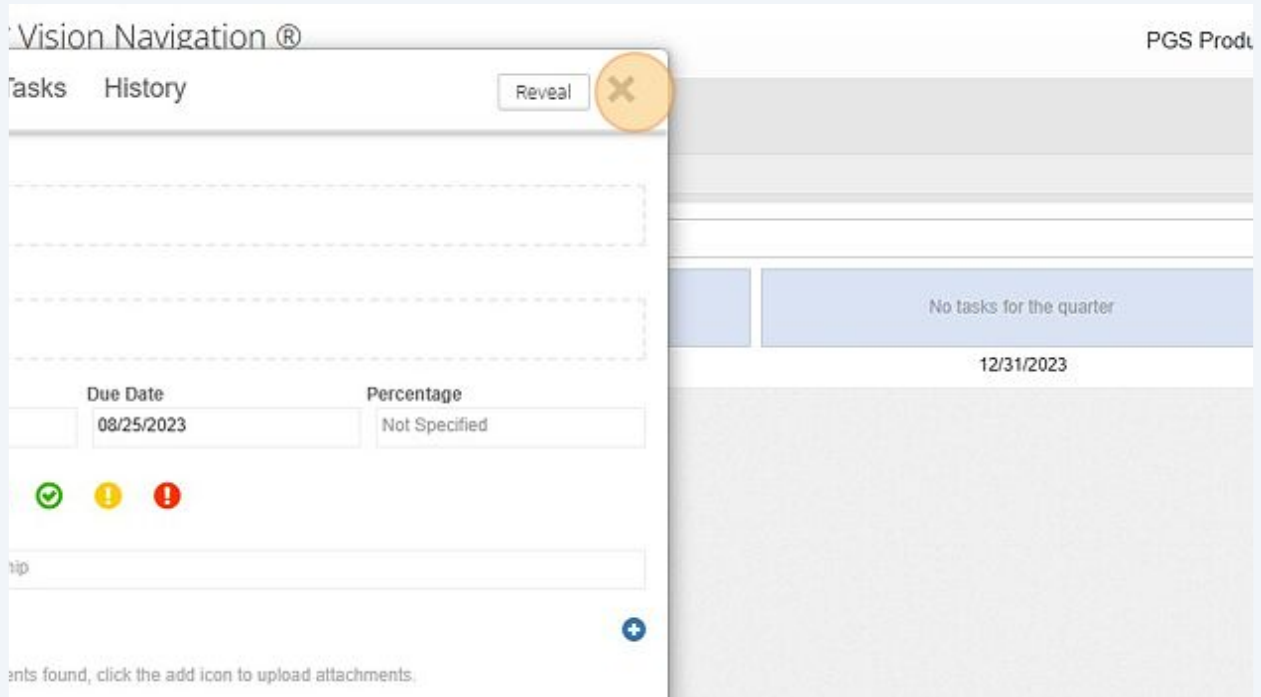 Vision Navigation ®
PGS Produ
Tasks History Reveal
No tasks for the quarter
12/31/2023
Due Date Percentage
08/25/2023 Not Specified
hip
ents found, click the add icon to upload attachments.